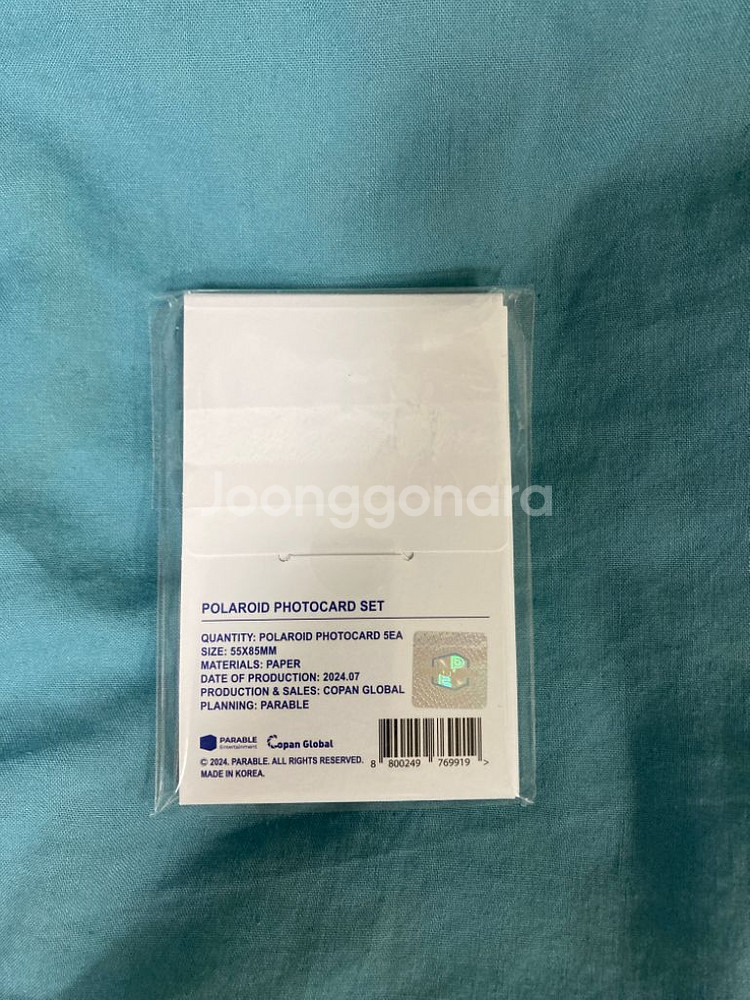 Joonggonara
POLAROID PHOTOCARD SET
QUANTITY: POLAROID PHOTOCARD 5EA
SIZE: 55X85MM
MATERIALS: PAPER
DATE OF PRODUCTION: 2024.07
PRODUCTION & SALES: COPAN GLOBAL
PLANNING: PARABLE
PARABLE
Entertainment
Copan Global
© 2024. PARABLE. ALL RIGHTS RESERVED.
MADE IN KOREA.
8 800249 769919 >